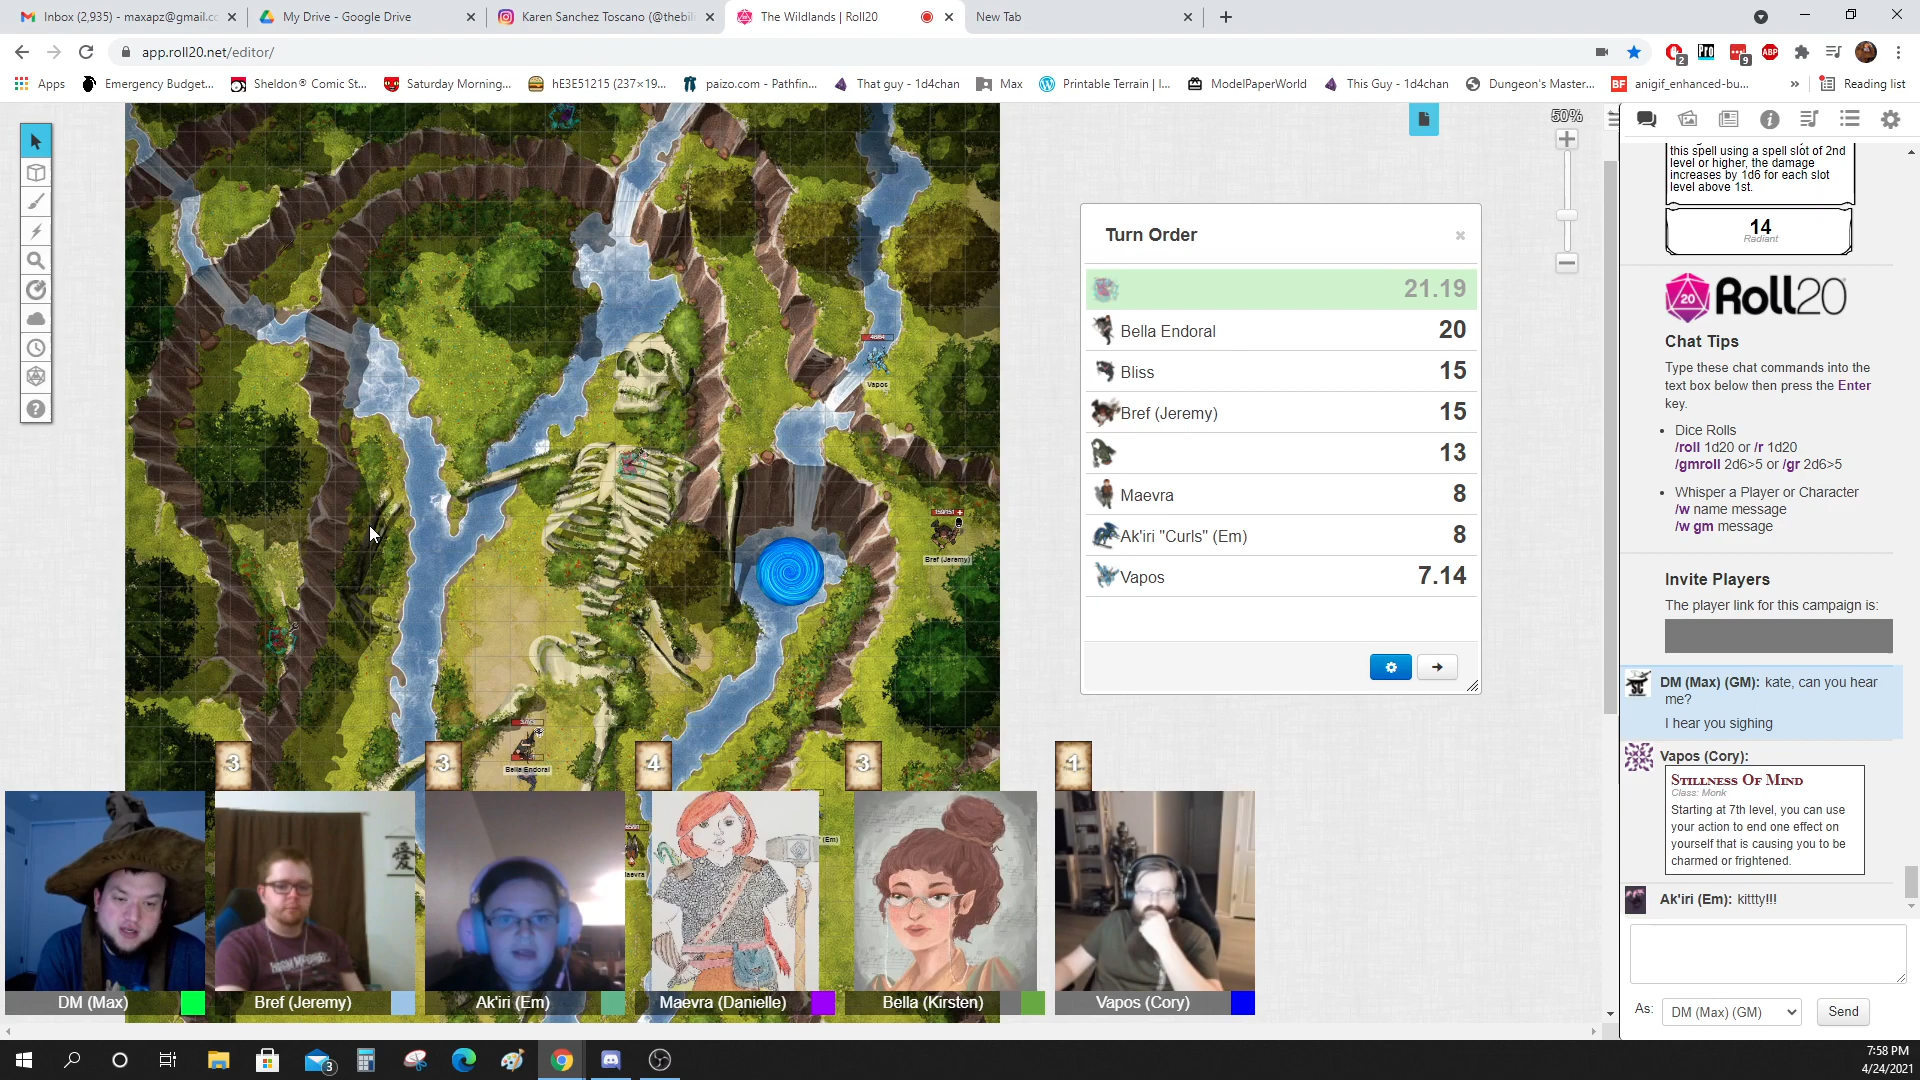 Inbox (2,935) - maxapz@gmail.cc
My Drive - Google Drive
Karen Sanchez Toscano (@thebil
The Wildlands | Roll20
New Tab
app.roll20.net/editor/
2
9
ABP
Apps
Emergency Budget...
Sheldon® Comic St...
Saturday Morning...
hE3E51215 (237×19...
paizo.com - Pathfin...
That guy - 1d4chan
Max
Printable Terrain | I...
ModelPaperWorld
This Guy - 1d4chan
Dungeon's Master...
BF
anigif_enhanced-bu...
»
Reading list
50%
this spell using a spell slot of 2nd
level or higher, the damage
increases by 1d6 for each slot
level above 1st.
14
Radiant
20
Roll20
Chat Tips
Type these chat commands into the
text box below then press the Enter
key.
• Dice Rolls
/roll 1d20 or /r 1d20
/gmroll 2d6>5 or /gr 2d6>5
• Whisper a Player or Character
/w name message
/w gm message
Invite Players
The player link for this campaign is:
DM (Max) (GM): kate, can you hear
me?
I hear you sighing
Vapos (Cory):
Stillness Of Mind
Class: Monk
Starting at 7th level, you can use
your action to end one effect on
yourself that is causing you to be
charmed or frightened.
Ak'iri (Em): kittty!!!
As:
DM (Max) (GM)
Send
Turn Order
21.19
Bella Endoral
20
Bliss
15
Bref (Jeremy)
15
13
Maevra
8
Ak'iri "Curls" (Em)
8
Vapos
7.14
Vapos
Bref (Jeremy)
Bella Endoral
(Em)
3
3
4
3
1
DM (Max)
Bref (Jeremy)
Ak'iri (Em)
Maevra (Danielle)
Bella (Kirsten)
Vapos (Cory)
愛
3
7:58 PM
4/24/2021